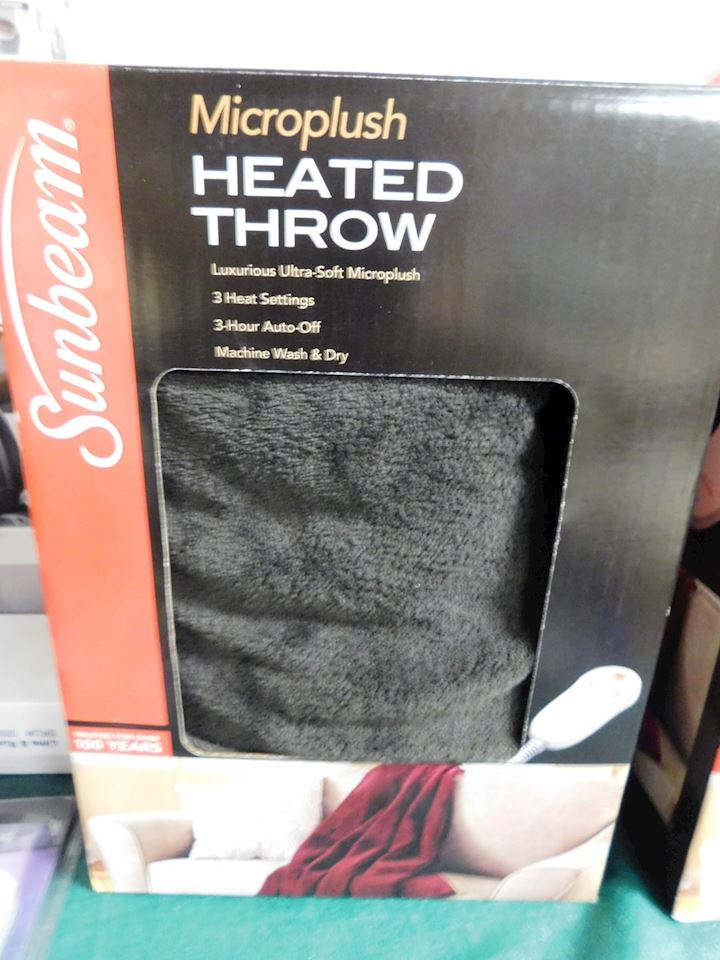 Sunbeam®
Microplush
HEATED
THROW
Luxurious Ultra-Soft Microplush
3 Heat Settings
3-Hour Auto-Off
Machine Wash & Dry